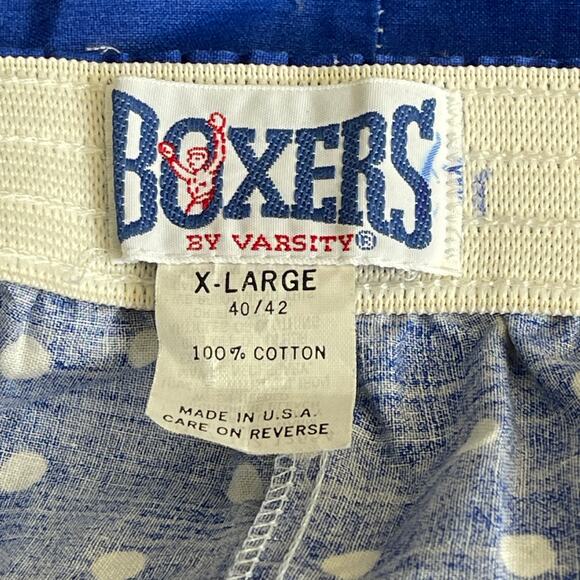 BOXERS
BY VARSITY®
X-LARGE
40/42
100% COTTON
MADE IN U.S.A.
CARE ON REVERSE